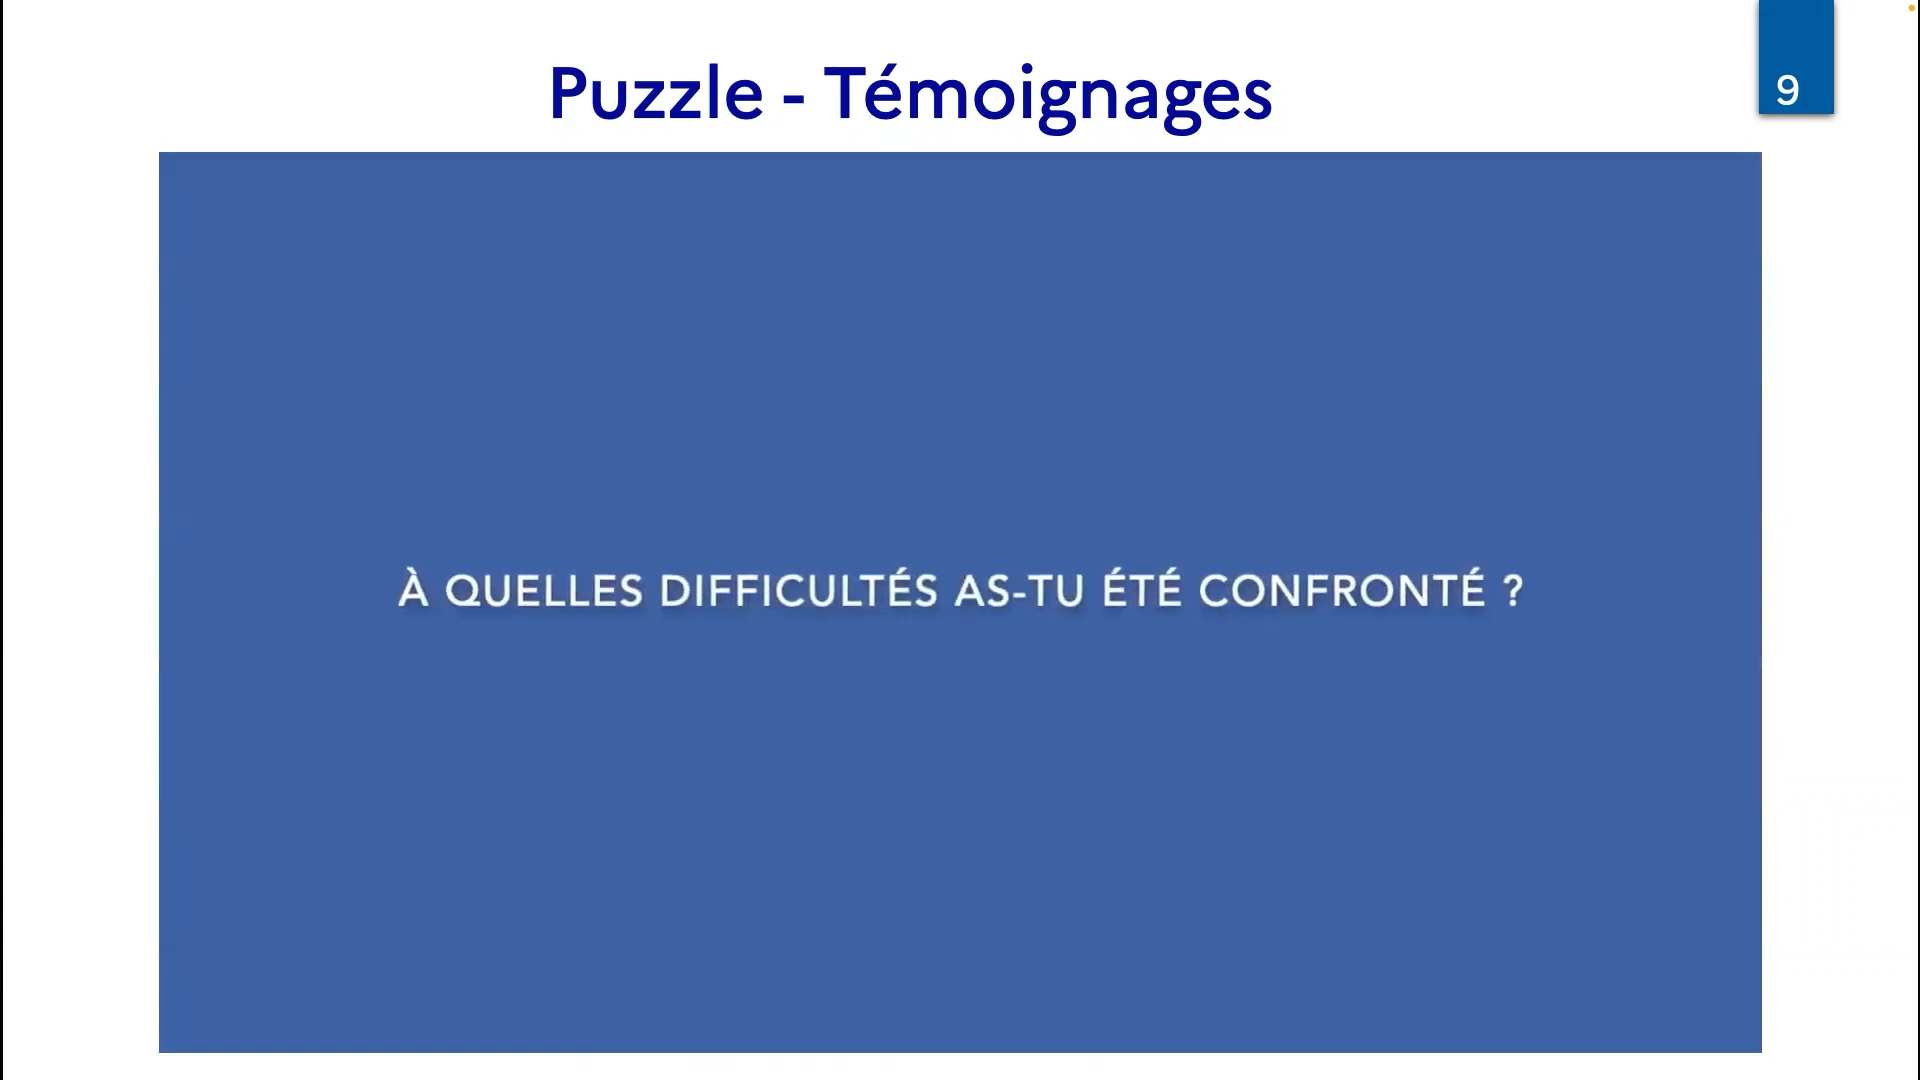 Puzzle - Témoignages
9
À QUELLES DIFFICULTÉS AS-TU ÉTÉ CONFRONTÉ ?